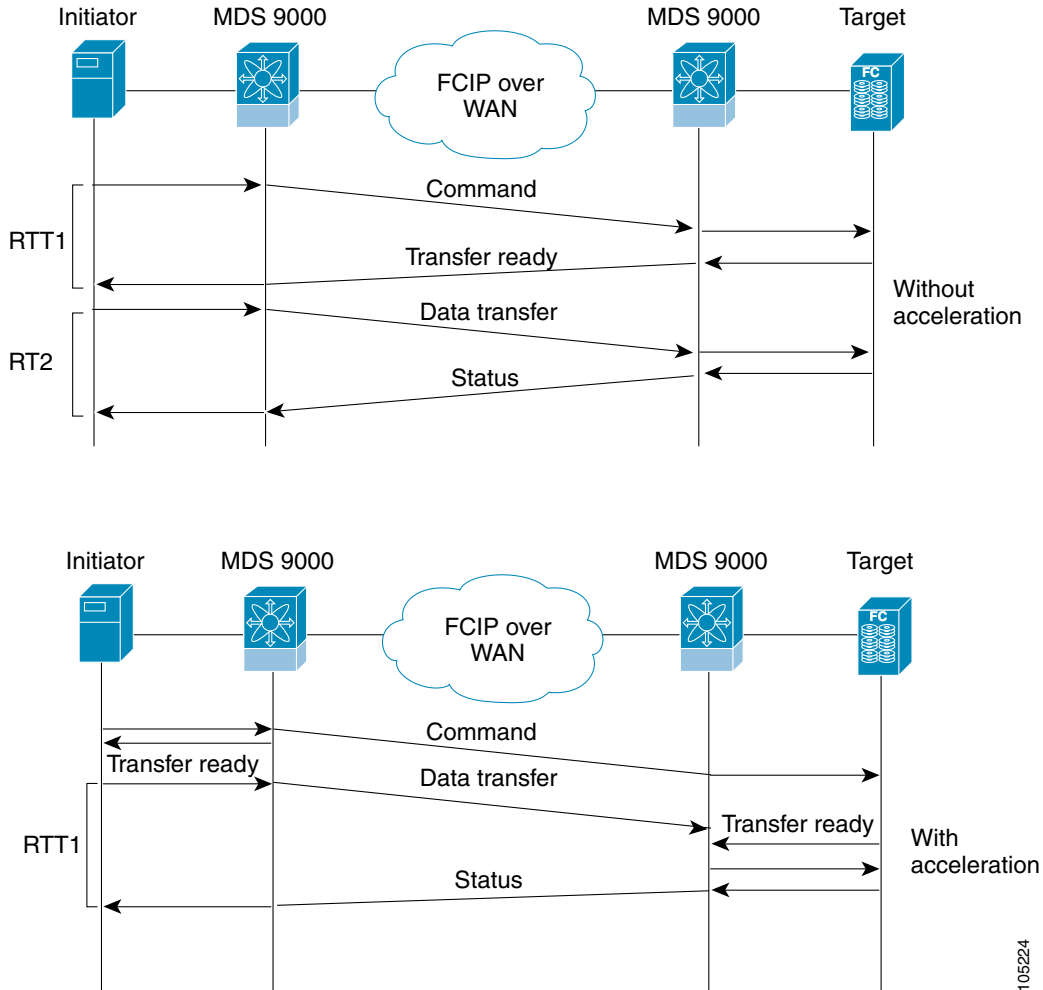 Initiator
MDS 9000
MDS 9000
Target
FCIP over
WAN
FC
Command
RTT1
Transfer ready
Without
acceleration
Data transfer
RT2
Status
Initiator
MDS 9000
MDS 9000
Target
FCIP over
WAN
FC
Command
Transfer ready
Data transfer
Transfer ready
RTT1
With
acceleration
Status
105224